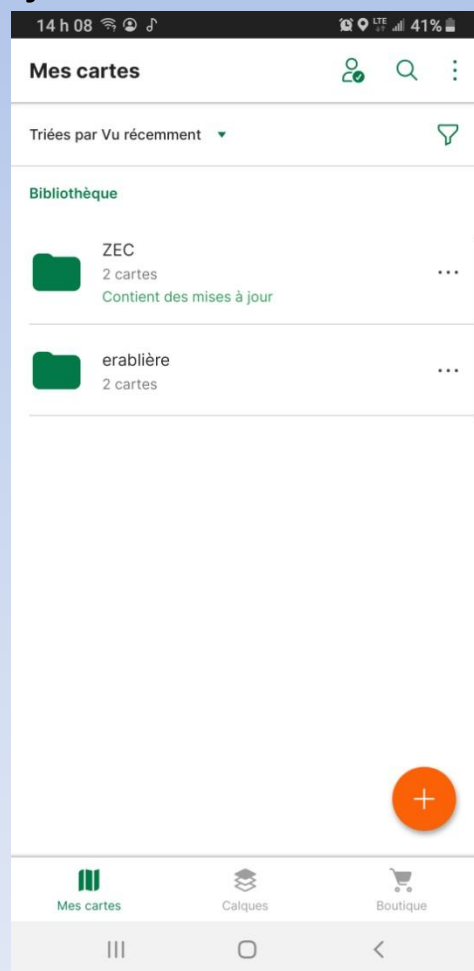 14 h 08
LTE
41%
Mes cartes
Triées par Vu récemment
Bibliothèque
ZEC
2 cartes
Contient des mises à jour
erablière
2 cartes
Mes cartes
Calques
Boutique